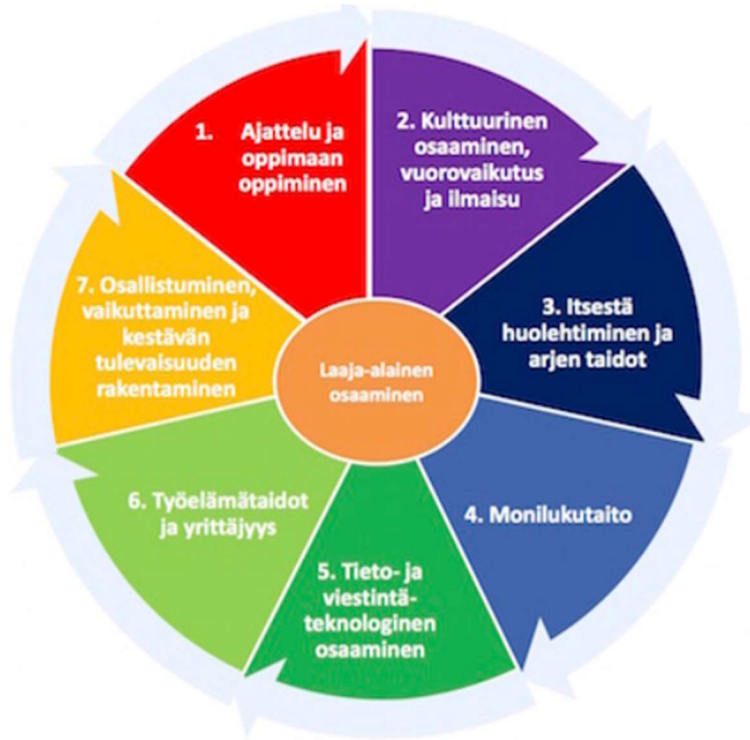 1. Ajattelu ja
oppimaan
oppiminen
2. Kulttuurinen
osaaminen,
vuorovaikutus
ja ilmaisu
3. Itsestä
huolehtiminen ja
arjen taidot
4. Monilukutaito
5. Tieto- ja
viestintä-
teknologinen
osaaminen
6. Työelämätaidot
ja yrittäjyys
7. Osallistuminen,
vaikuttaminen ja
kestävän
tulevaisuuden
rakentaminen
Laaja-alainen
osaaminen